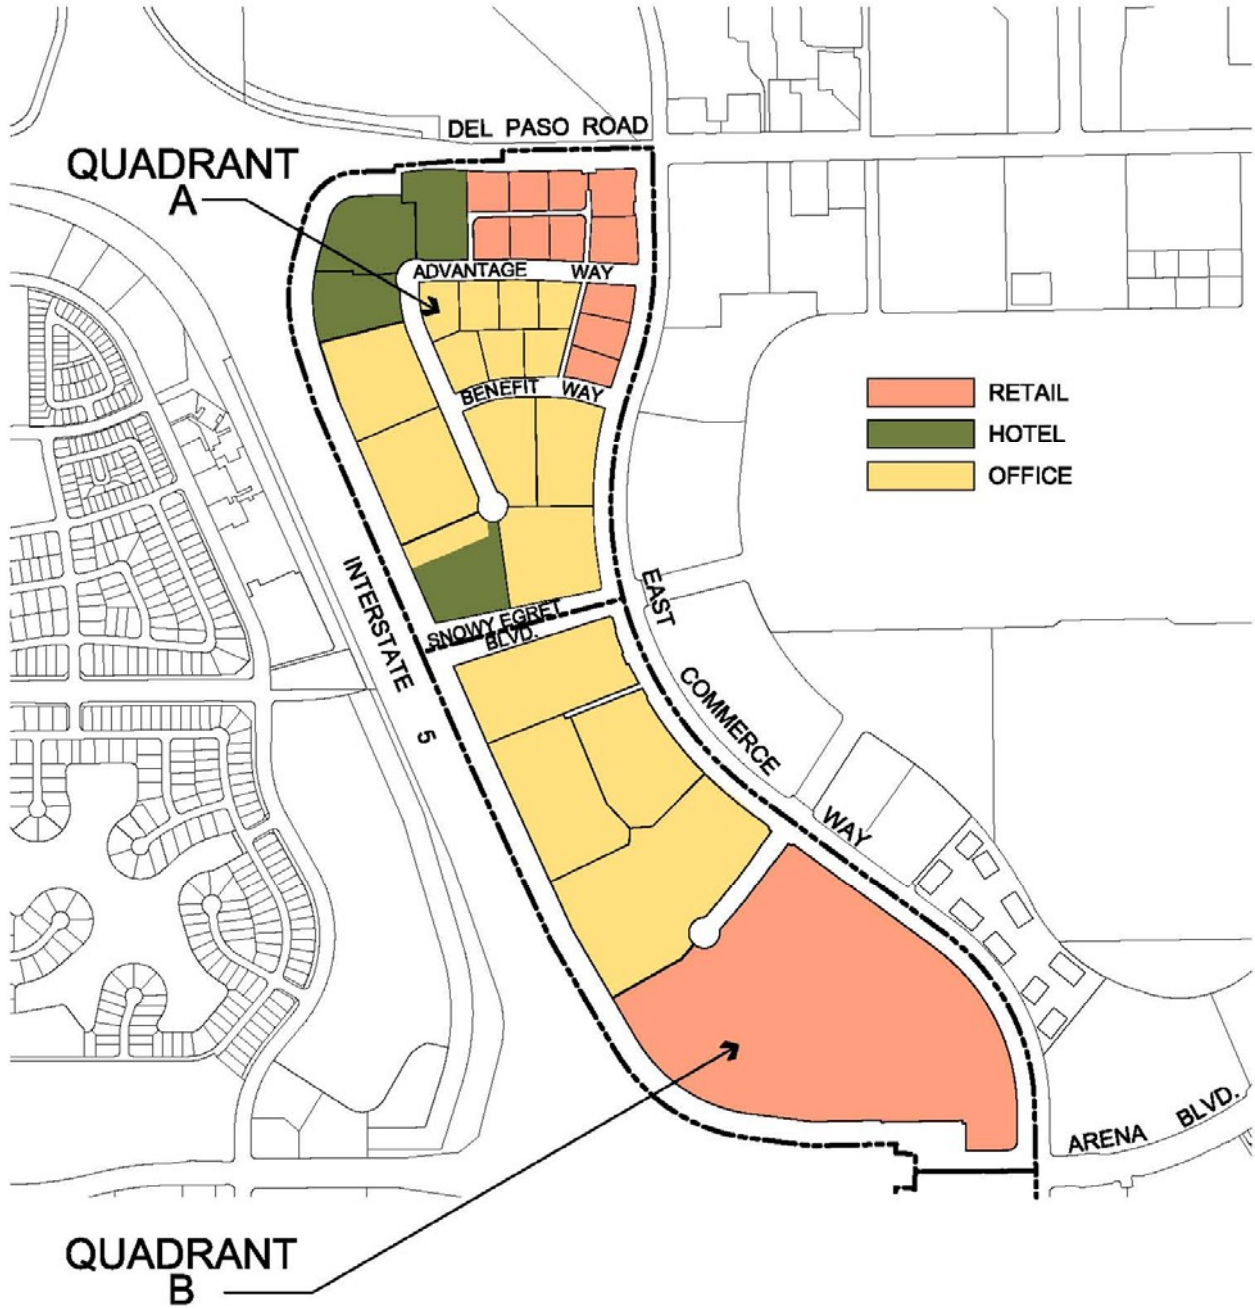 DEL PASO ROAD
QUADRANT
A
ADVANTAGE WAY
BENEFIT WAY
RETAIL
HOTEL
OFFICE
INTERSTATE 5
SNOWY EGRET
BLVD.
EAST COMMERCE WAY
ARENA BLVD.
QUADRANT
B